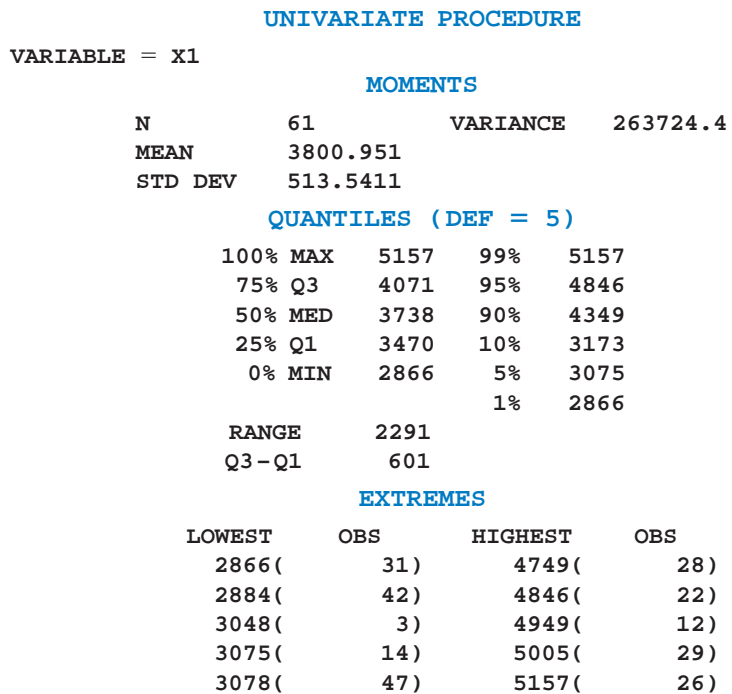 UNIVARIATE PROCEDURE
VARIABLE = X1
MOMENTS
N 61 VARIANCE 263724.4
MEAN 3800.951
STD DEV 513.5411
QUANTILES (DEF = 5)
100% MAX 5157 99% 5157
75% Q3 4071 95% 4846
50% MED 3738 90% 4349
25% Q1 3470 10% 3173
0% MIN 2866 5% 3075
1% 2866
RANGE 2291
Q3–Q1 601
EXTREMES
LOWEST OBS HIGHEST OBS
2866( 31) 4749( 28)
2884( 42) 4846( 22)
3048( 3) 4949( 12)
3075( 14) 5005( 29)
3078( 47) 5157( 26)